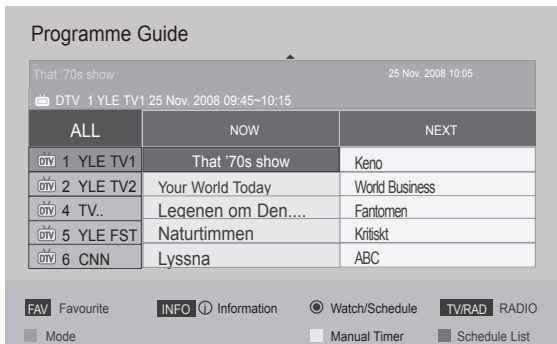 Programme Guide
That '70s show 25 Nov. 2008 10:05
DTV 1 YLE TV1 25 Nov. 2008 09:45~10:15
ALL NOW NEXT
DTV 1 YLE TV1 That '70s show Keno
DTV 2 YLE TV2 Your World Today World Business
DTV 4 TV.. Legenen om Den.... Fantomen
DTV 5 YLE FST Naturtimmen Kritiskt
DTV 6 CNN Lyssna ABC
FAV Favourite INFO i Information Watch/Schedule TV/RAD RADIO
Mode Manual Timer Schedule List